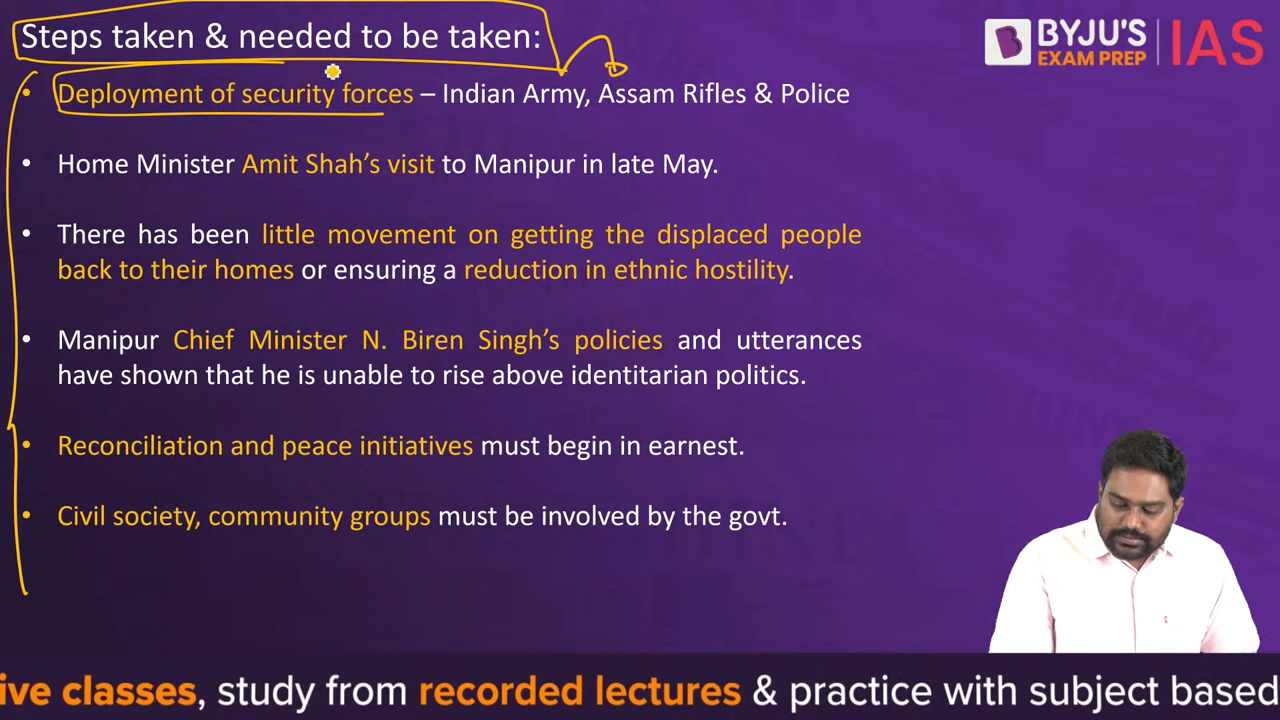 Steps taken & needed to be taken:
BYJU'S
EXAM PREP
IAS
• Deployment of security forces – Indian Army, Assam Rifles & Police
• Home Minister Amit Shah's visit to Manipur in late May.
• There has been little movement on getting the displaced people
back to their homes or ensuring a reduction in ethnic hostility.
• Manipur Chief Minister N. Biren Singh's policies and utterances
have shown that he is unable to rise above identitarian politics.
• Reconciliation and peace initiatives must begin in earnest.
• Civil society, community groups must be involved by the govt.
ive classes, study from recorded lectures & practice with subject based